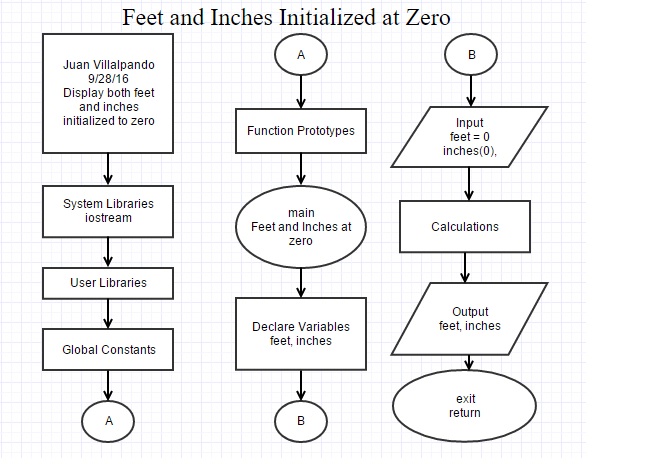 Feet and Inches Initialized at Zero
Juan Villalpando
9/28/16
Display both feet
and inches
initialized to zero
System Libraries
iostream
User Libraries
Global Constants
A
A
Function Prototypes
main
Feet and Inches at
zero
Declare Variables
feet, inches
B
B
Input
feet = 0
inches(0),
Calculations
Output
feet, inches
exit
return